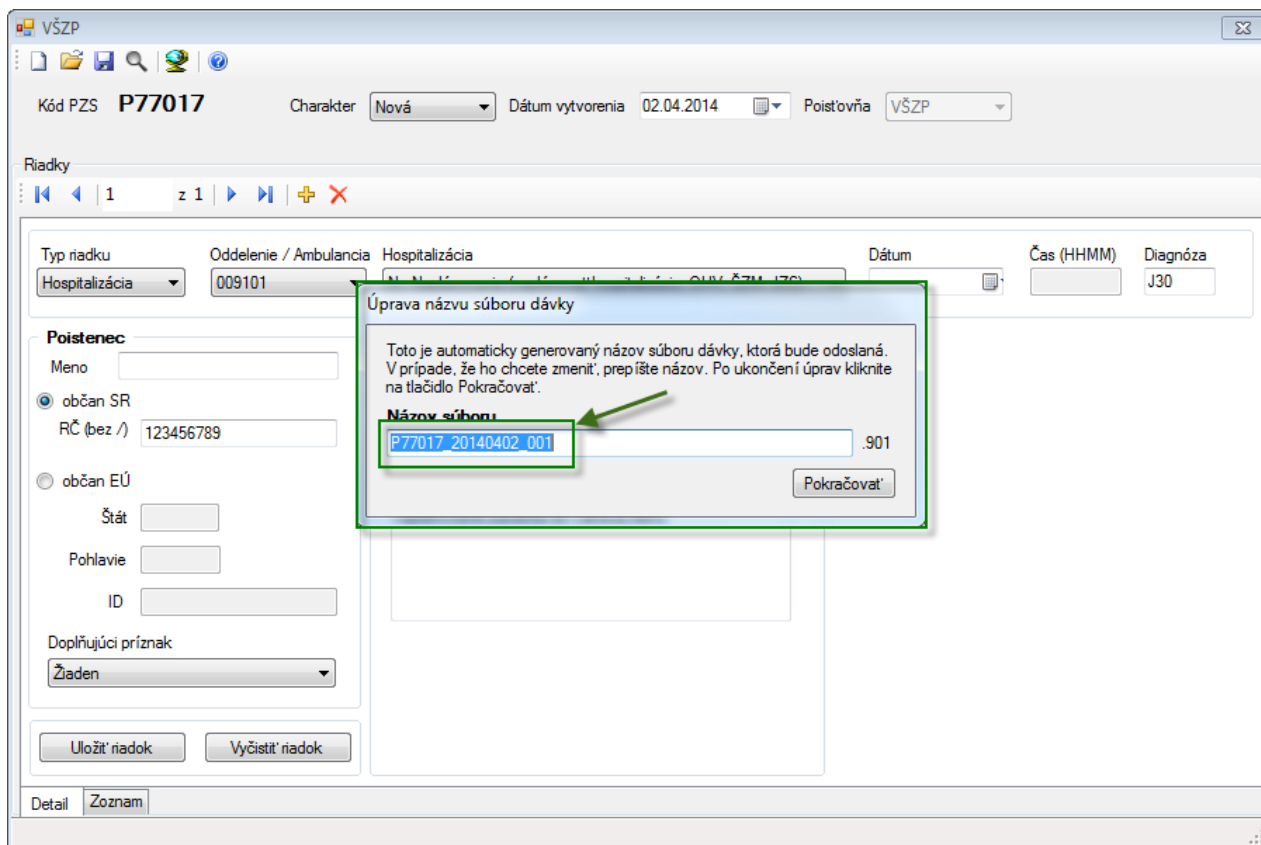 VŠZP
Kód PZS P77017 Charakter Nová Dátum vytvorenia 02.04.2014 Poisťovňa VŠZP
Riadky
1 z 1
Typ riadku Oddelenie / Ambulancia Hospitalizácia Dátum Čas (HHMM) Diagnóza
Hospitalizácia 009101 J30
Úprava názvu súboru dávky
Toto je automaticky generovaný názov súboru dávky, ktorá bude odoslaná.
V prípade, že ho chcete zmeniť, prepíšte názov. Po ukončení úprav kliknite
na tlačidlo Pokračovať.
Názov súboru
P77017_20140402_001 .901
Pokračovať
Poistenec
Meno
občan SR
RČ (bez /) 123456789
občan EÚ
Štát
Pohlavie
ID
Doplňujúci príznak
Žiaden
Uložiť riadok Vyčistiť riadok
Detail Zoznam